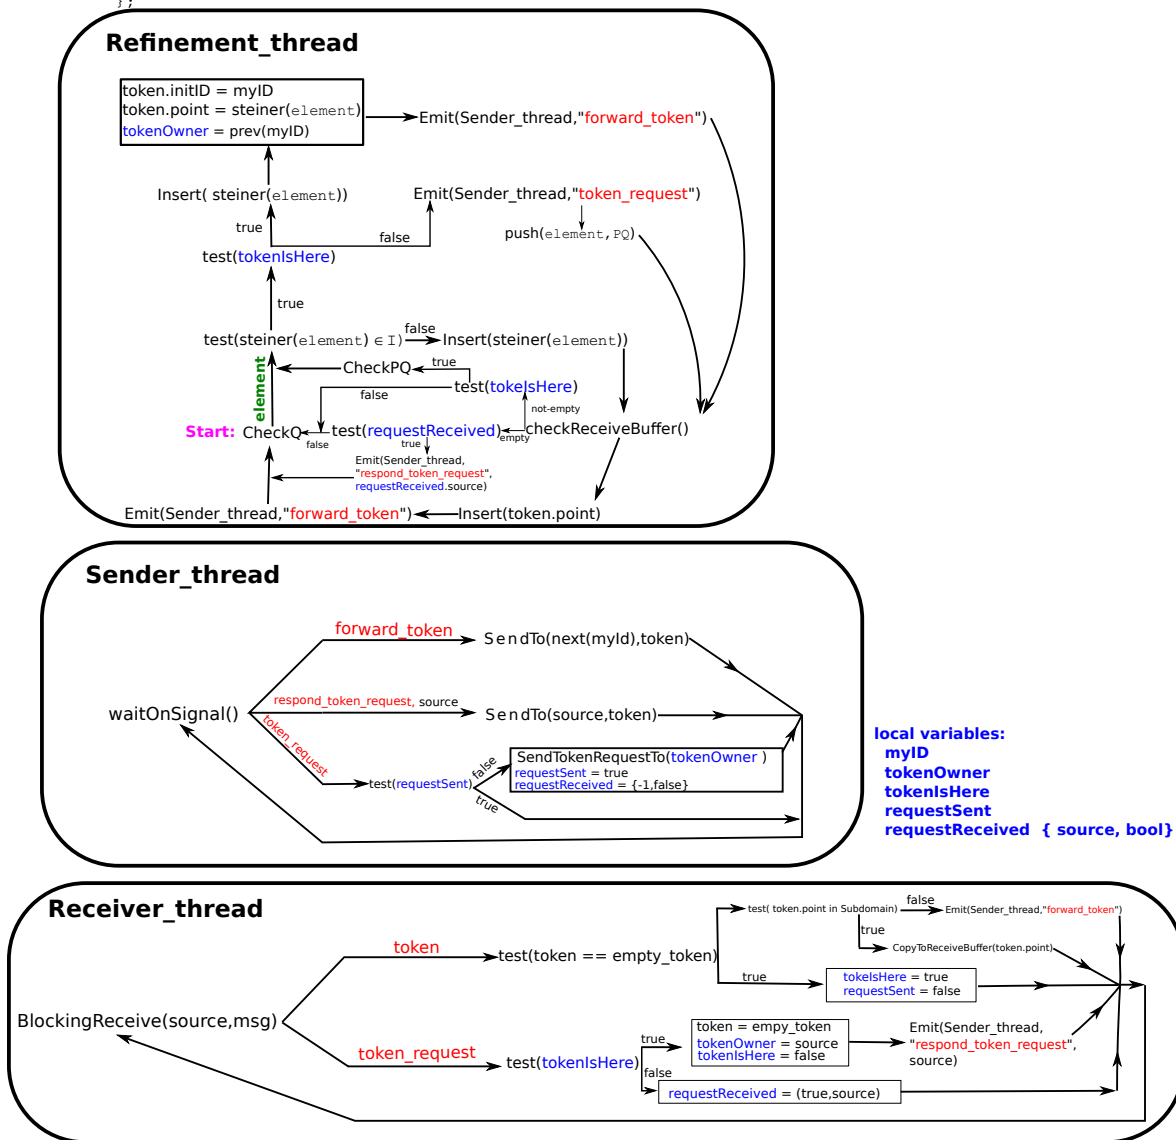 };
Refinement_thread
token.initID = myID
token.point = steiner(element)
tokenOwner = prev(myID)
Emit(Sender_thread,"forward_token")
Insert( steiner(element))
Emit(Sender_thread,"token_request")
true
false
push(element,PQ)
test(tokenIsHere)
true
test(steiner(element) ∈ I)
false
Insert(steiner(element))
element
CheckPQ
true
test(tokeIsHere)
false
not-empty
Start:
CheckQ
false
test(requestReceived)
empty
checkReceiveBuffer()
true
Emit(Sender_thread,
"respond_token_request",
requestReceived.source)
Emit(Sender_thread,"forward_token")
Insert(token.point)
Sender_thread
forward_token
SendTo(next(myId),token)
waitOnSignal()
respond_token_request, source
SendTo(source,token)
token_request
test(requestSent)
false
true
SendTokenRequestTo(tokenOwner )
requestSent = true
requestReceived = {-1,false}
local variables:
myID
tokenOwner
tokenIsHere
requestSent
requestReceived { source, bool}
Receiver_thread
test( token.point in Subdomain)
false
Emit(Sender_thread,"forward_token")
true
CopyToReceiveBuffer(token.point)
token
test(token == empty_token)
true
tokeIsHere = true
requestSent = false
BlockingReceive(source,msg)
token_request
test(tokenIsHere)
true
token = empy_token
tokenOwner = source
tokenIsHere = false
Emit(Sender_thread,
"respond_token_request",
source)
false
requestReceived = (true,source)